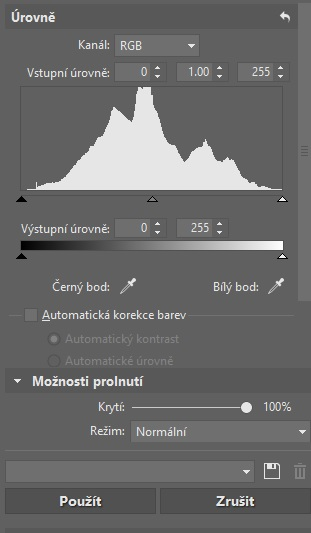 Úrovně
Kanál: RGB
Vstupní úrovně: 0 1.00 255
Výstupní úrovně: 0 255
Černý bod: Bílý bod:
Automatická korekce barev
Automatický kontrast
Automatické úrovně
Možnosti prolnutí
Krytí: 100%
Režim: Normální
Použít Zrušit